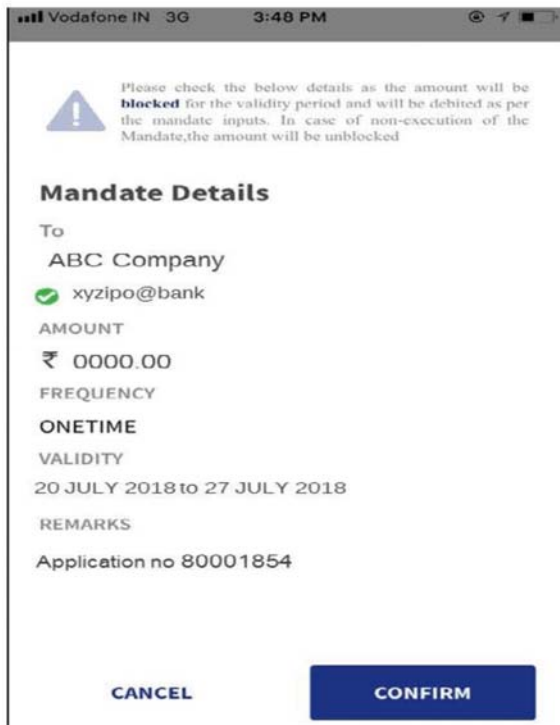 Vodafone IN 3G 3:48 PM
Please check the below details as the amount will be
blocked for the validity period and will be debited as per
the mandate inputs. In case of non-execution of the
Mandate,the amount will be unblocked
Mandate Details
To
ABC Company
xyzipo@bank
AMOUNT
₹ 0000.00
FREQUENCY
ONETIME
VALIDITY
20 JULY 2018 to 27 JULY 2018
REMARKS
Application no 80001854
CANCEL CONFIRM